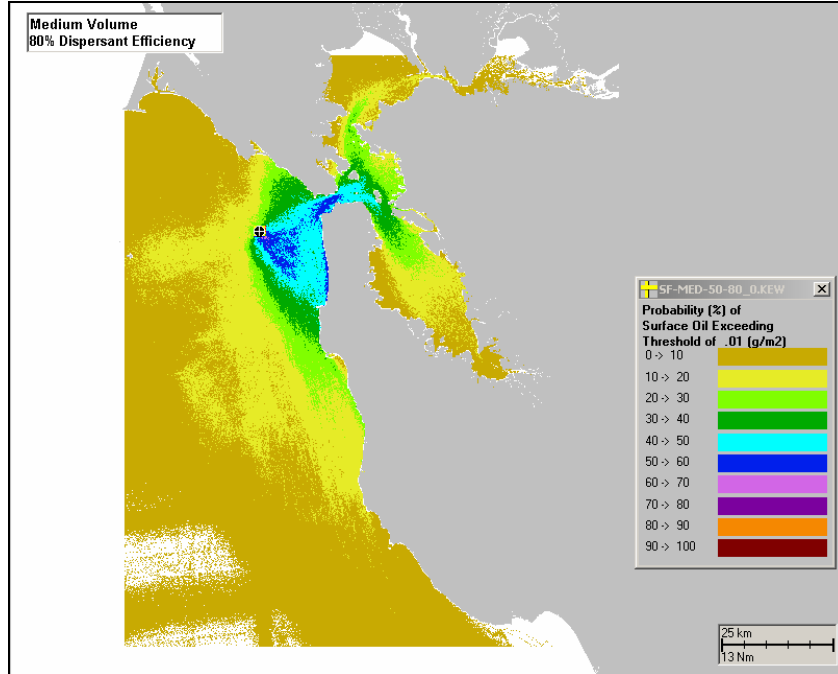 Medium Volume
80% Dispersant Efficiency
SF-MED-50-80_0.KEW
Probability (%) of
Surface Oil Exceeding
Threshold of .01 (g/m2)
0 -> 10
10 -> 20
20 -> 30
30 -> 40
40 -> 50
50 -> 60
60 -> 70
70 -> 80
80 -> 90
90 -> 100
25 km
13 Nm